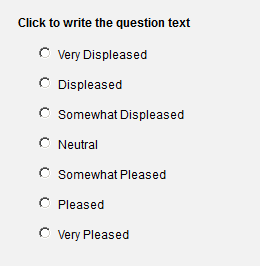 Click to write the question text
Very Displeased
Displeased
Somewhat Displeased
Neutral
Somewhat Pleased
Pleased
Very Pleased